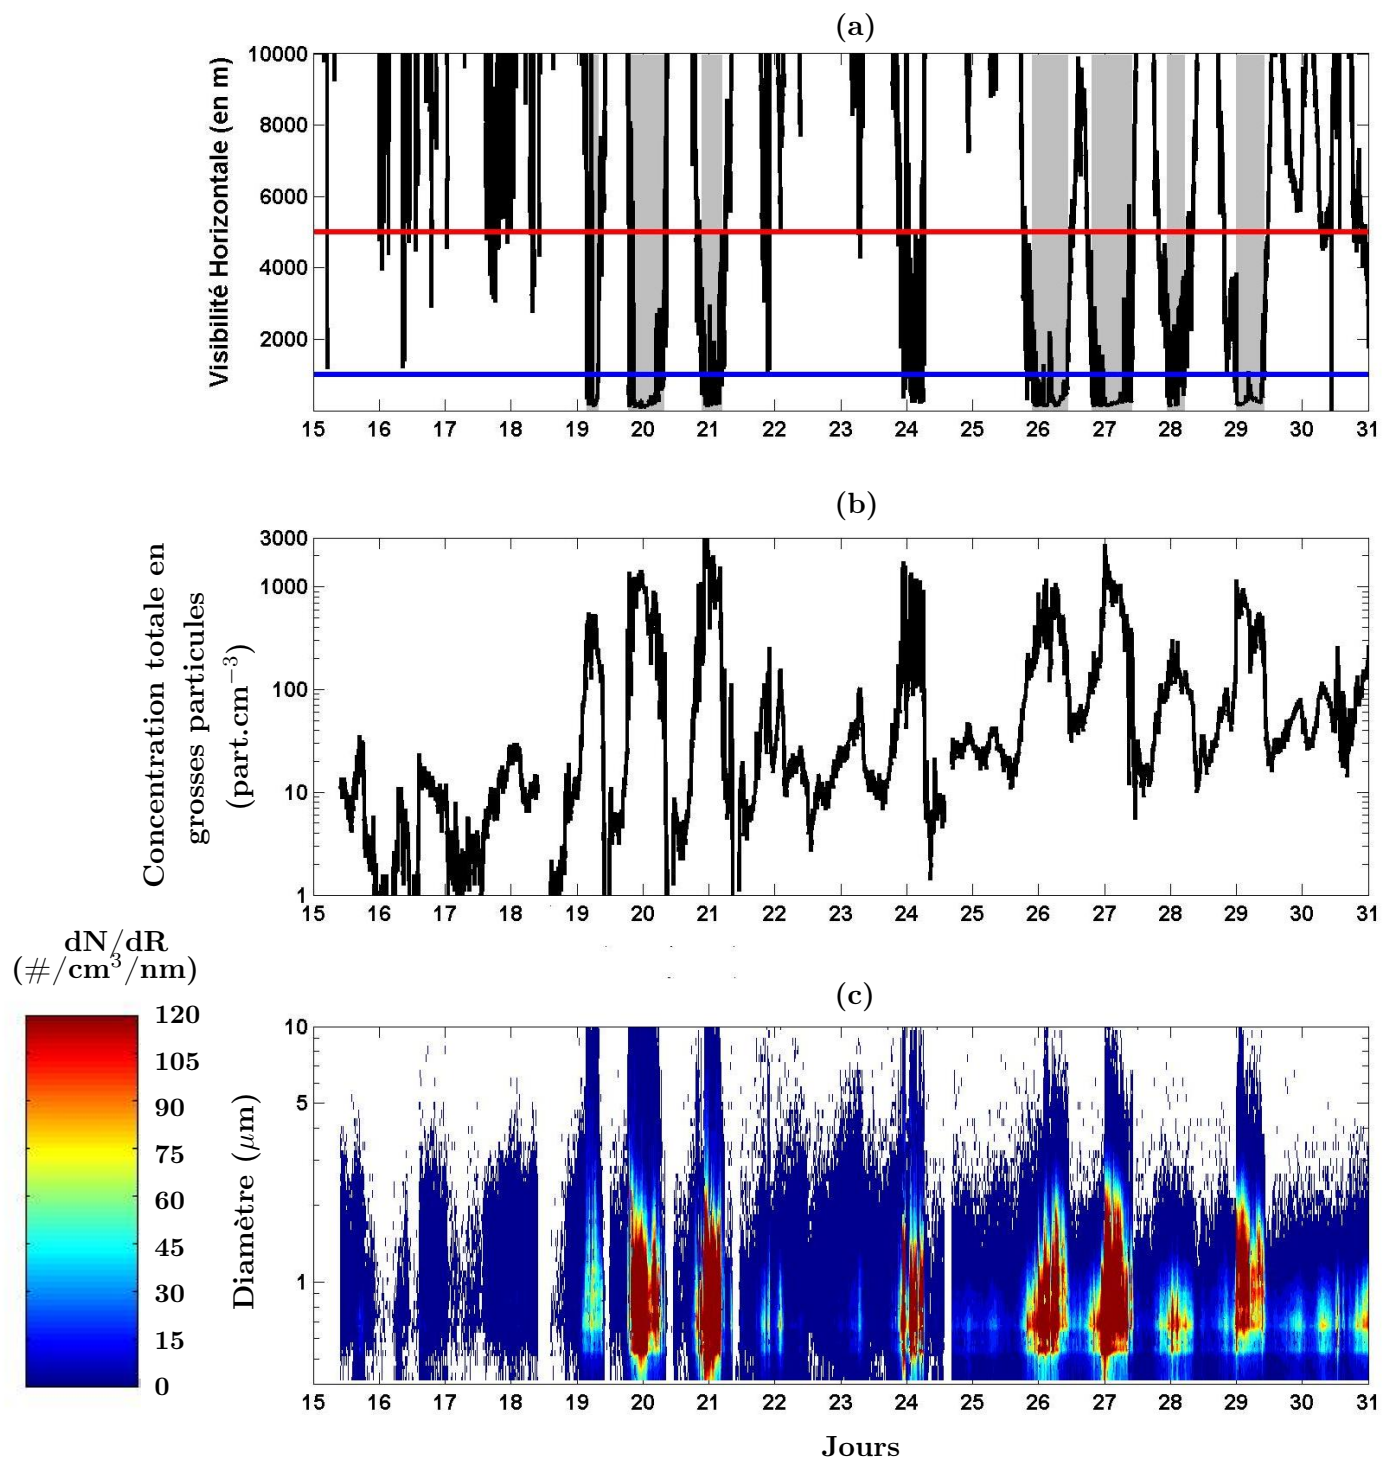 (a)
Visibilité Horizontale (en m)
10000
8000
6000
4000
2000
15 16 17 18 19 20 21 22 23 24 25 26 27 28 29 30 31
(b)
Concentration totale en
grosses particules
(part.cm⁻³)
3000
1000
100
10
1
15 16 17 18 19 20 21 22 23 24 25 26 27 28 29 30 31
dN/dR
(#/cm³/nm)
120
105
90
75
60
45
30
15
0
(c)
Diamètre (μm)
10
5
1
15 16 17 18 19 20 21 22 23 24 25 26 27 28 29 30 31
Jours